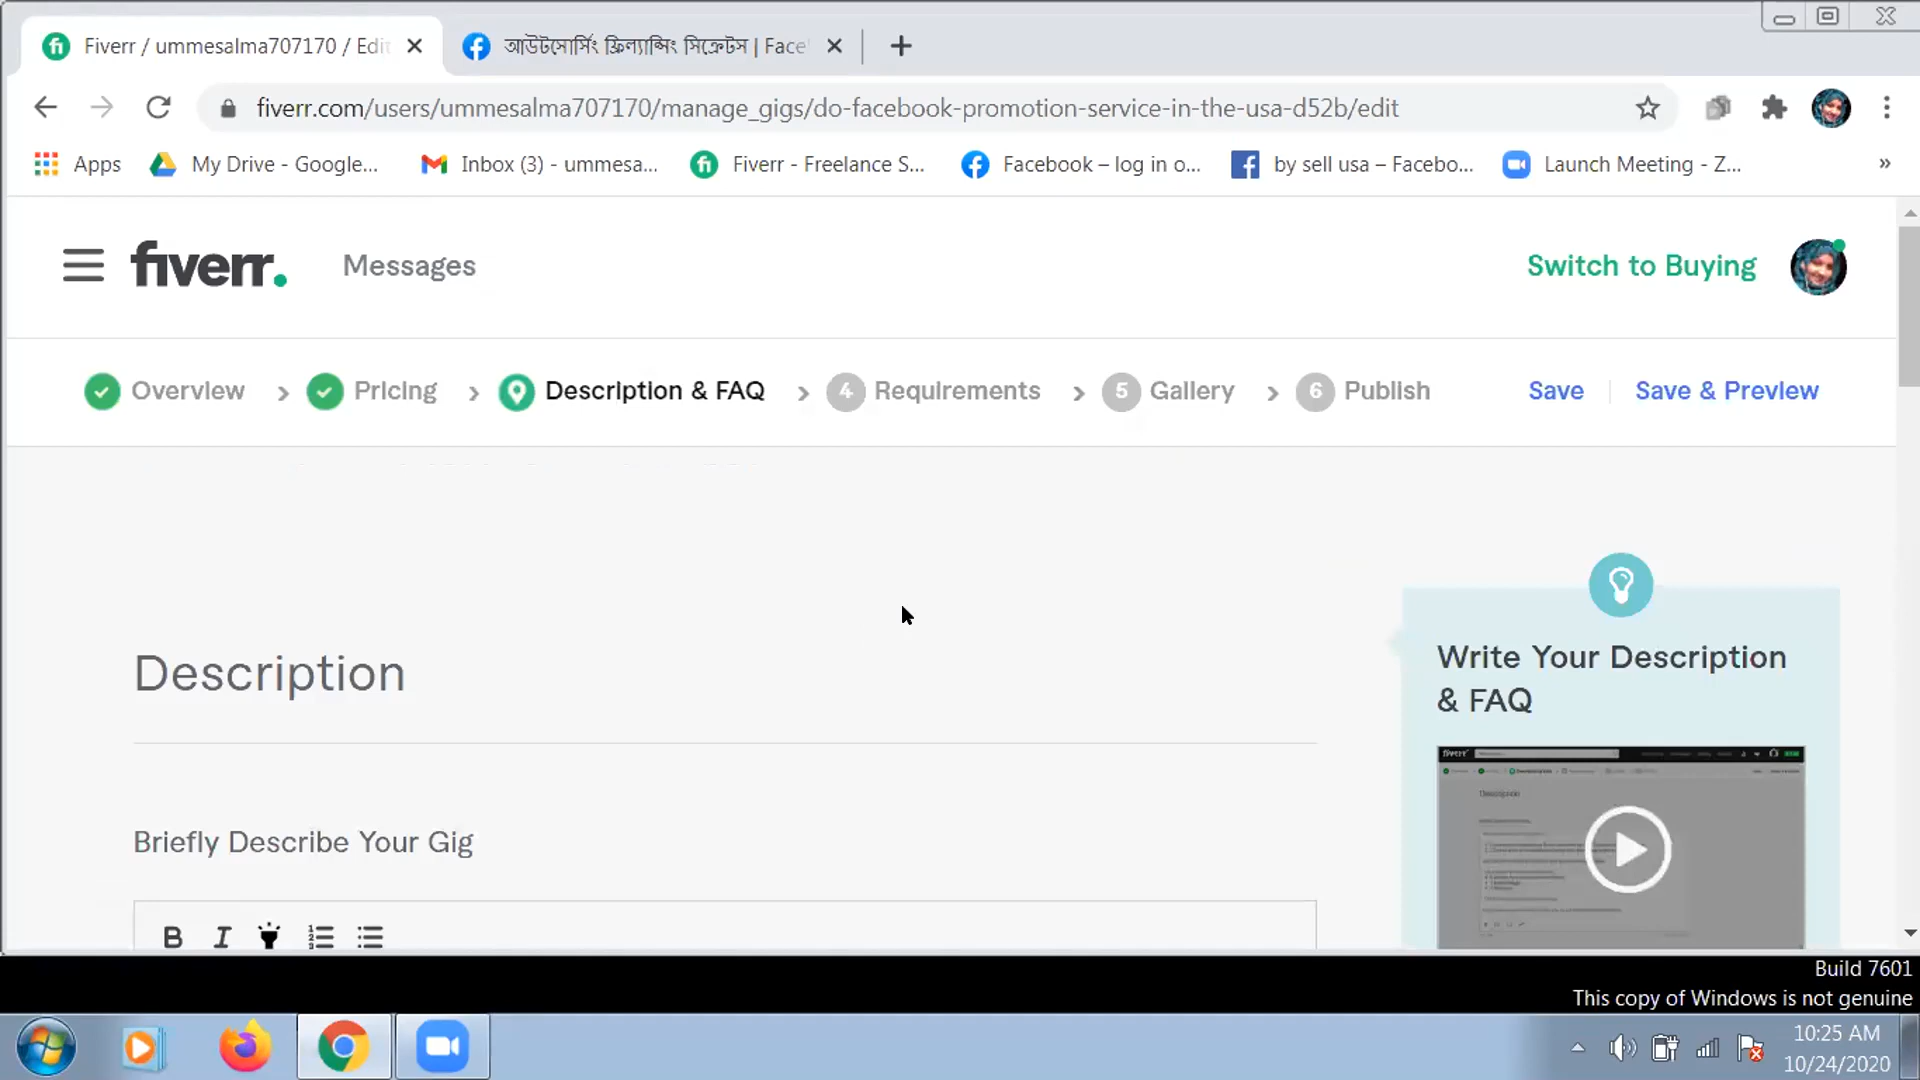 Fiverr / ummesalma707170 / Edi
আউটসোর্সিং ফ্রিল্যান্সিং সিক্রেটস | Face
fiverr.com/users/ummesalma707170/manage_gigs/do-facebook-promotion-service-in-the-usa-d52b/edit
Apps
My Drive - Google...
Inbox (3) - ummesa...
Fiverr - Freelance S...
Facebook – log in o...
by sell usa – Facebo...
Launch Meeting - Z...
»
fiverr.
Messages
Switch to Buying
Overview
Pricing
Description & FAQ
4 Requirements
5 Gallery
6 Publish
Save
Save & Preview
Description
Write Your Description
& FAQ
Briefly Describe Your Gig
B I
Build 7601
This copy of Windows is not genuine
10:25 AM
10/24/2020